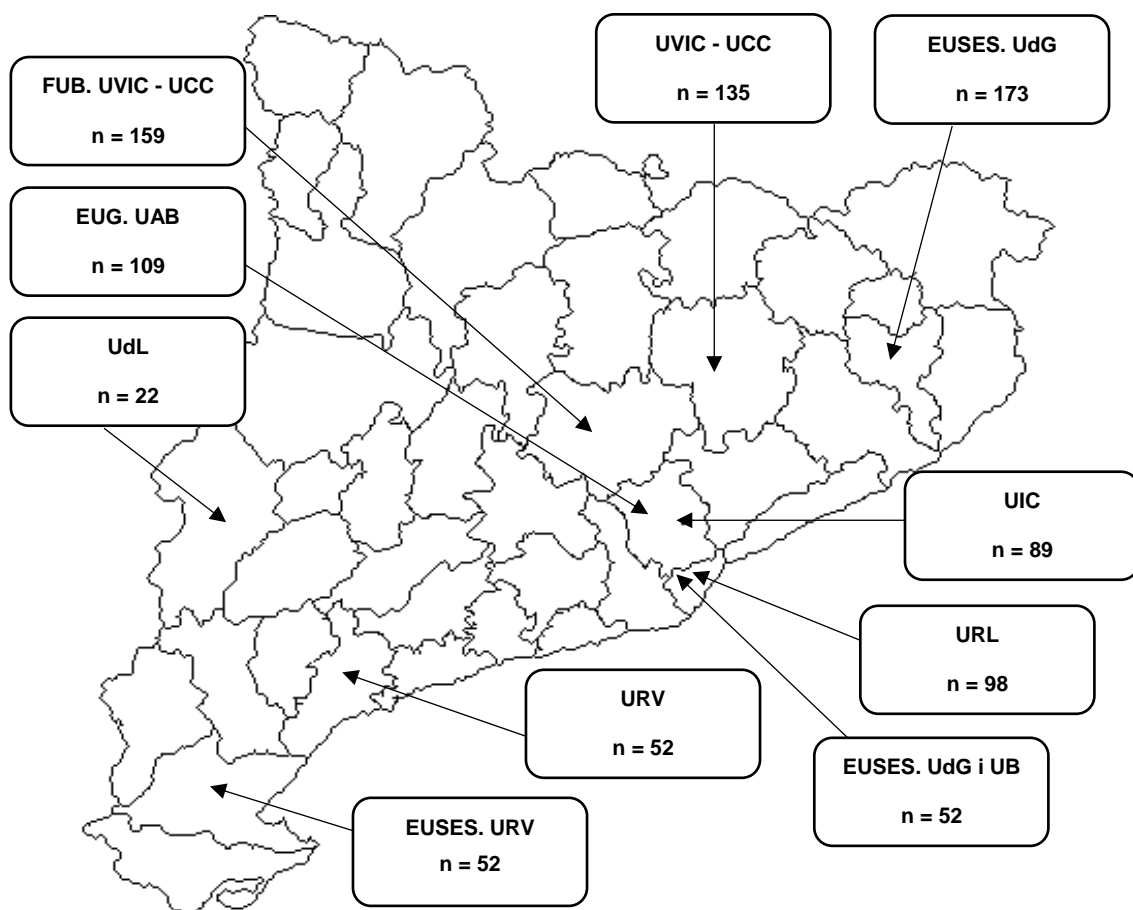 UVIC - UCC
n = 135
EUSES. UdG
n = 173
FUB. UVIC - UCC
n = 159
EUG. UAB
n = 109
UdL
n = 22
UIC
n = 89
URL
n = 98
URV
n = 52
EUSES. UdG i UB
n = 52
EUSES. URV
n = 52